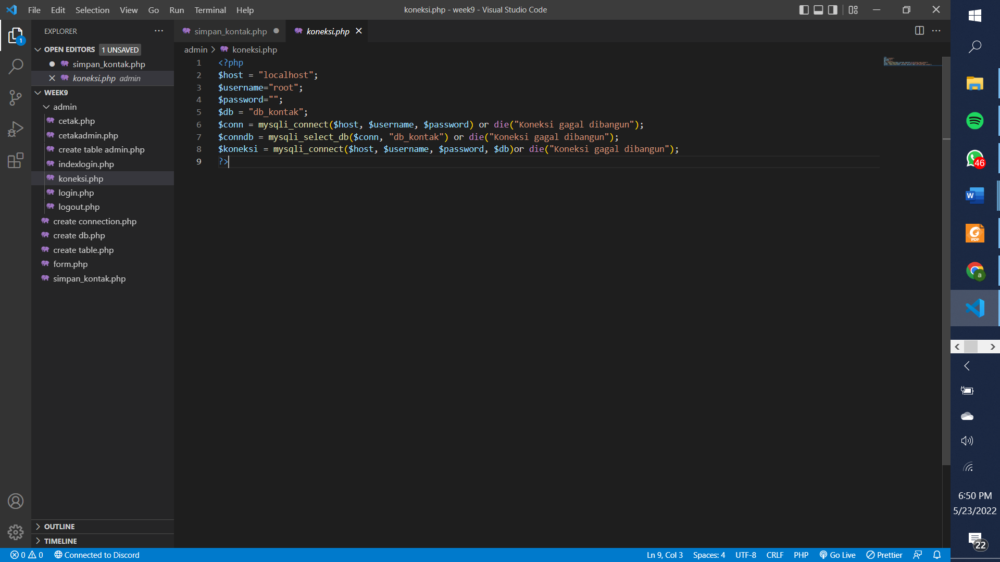 File Edit Selection View Go Run Terminal Help
koneksi.php - week9 - Visual Studio Code
EXPLORER
OPEN EDITORS 1 UNSAVED
simpan_kontak.php
koneksi.php admin
WEEK9
admin
cetak.php
cetakadmin.php
create table admin.php
indexlogin.php
koneksi.php
login.php
logout.php
create connection.php
create db.php
create table.php
form.php
simpan_kontak.php
OUTLINE
TIMELINE
1
simpan_kontak.php koneksi.php
admin > koneksi.php
1 <?php
2 $host = "localhost";
3 $username="root";
4 $password="";
5 $db = "db_kontak";
6 $conn = mysqli_connect($host, $username, $password) or die("Koneksi gagal dibangun");
7 $conndb = mysqli_select_db($conn, "db_kontak") or die("Koneksi gagal dibangun");
8 $koneksi = mysqli_connect($host, $username, $password, $db)or die("Koneksi gagal dibangun");
9 ?>
0 0 Connected to Discord
Ln 9, Col 3 Spaces: 4 UTF-8 CRLF PHP Go Live Prettier
46
W
PDF
a
6:50 PM
5/23/2022
22